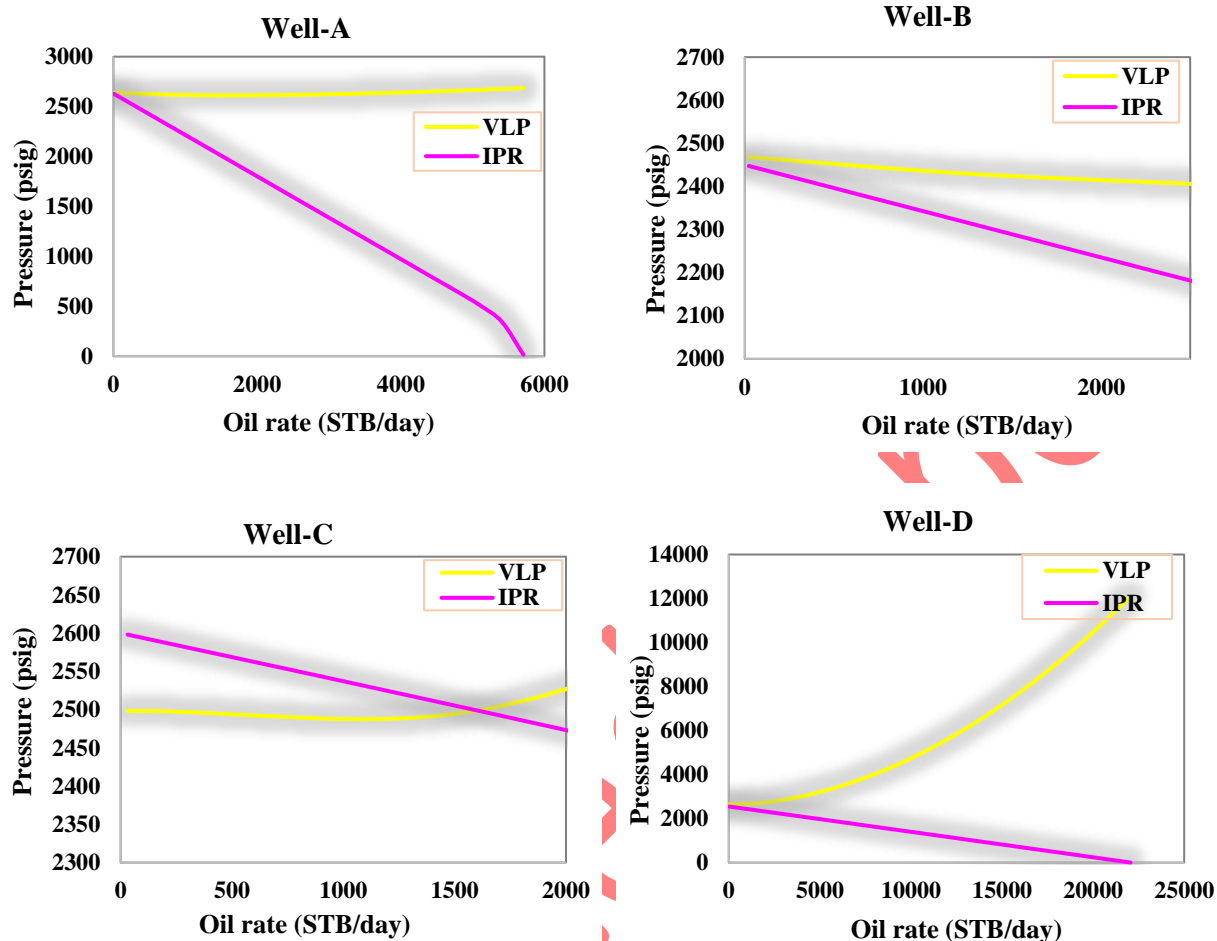 Well-A
3000
2500
2000
1500
1000
500
0
Pressure (psig)
VLP
IPR
0 2000 4000 6000
Oil rate (STB/day)
Well-B
2700
2600
2500
2400
2300
2200
2100
2000
Pressure (psig)
VLP
IPR
0 1000 2000
Oil rate (STB/day)
Well-C
2700
2650
2600
2550
2500
2450
2400
2350
2300
Pressure (psig)
VLP
IPR
0 500 1000 1500 2000
Oil rate (STB/day)
Well-D
14000
12000
10000
8000
6000
4000
2000
0
Pressure (psig)
VLP
IPR
0 5000 10000 15000 20000 25000
Oil rate (STB/day)